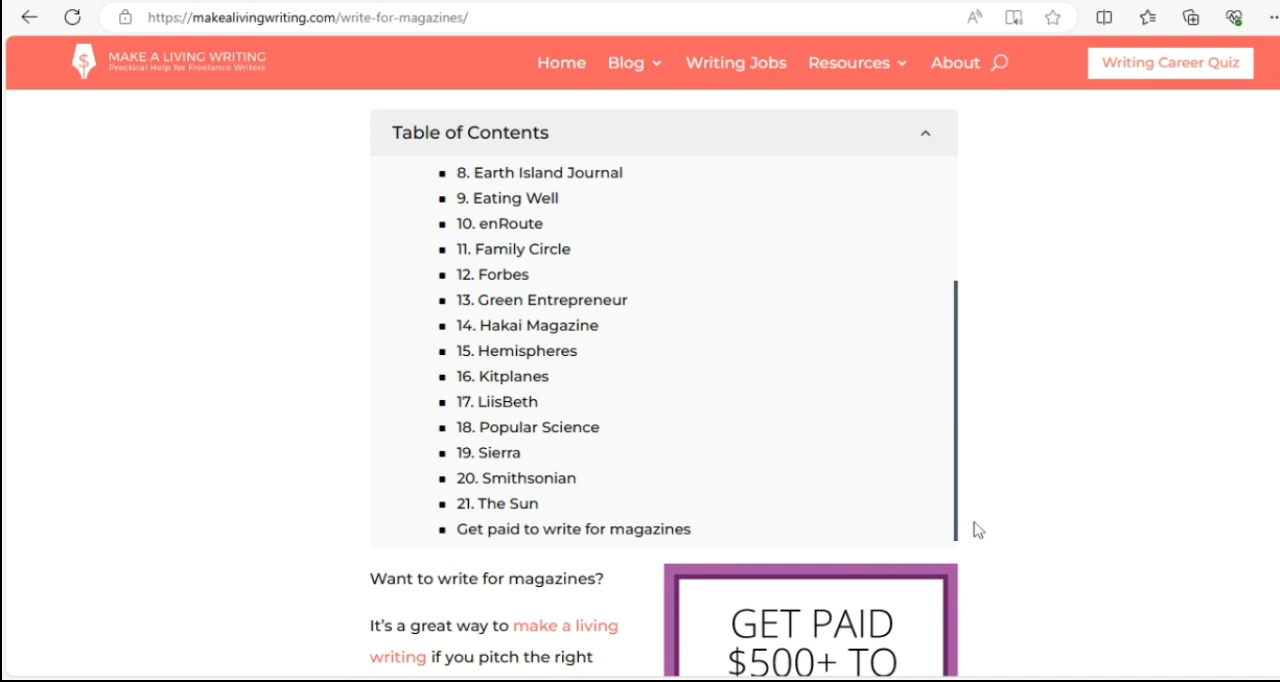 https://makealivingwriting.com/write-for-magazines/
MAKE A LIVING WRITING
Practical Help for Freelance Writers
Home Blog Writing Jobs Resources About Writing Career Quiz
Table of Contents
8. Earth Island Journal
9. Eating Well
10. enRoute
11. Family Circle
12. Forbes
13. Green Entrepreneur
14. Hakai Magazine
15. Hemispheres
16. Kitplanes
17. LiisBeth
18. Popular Science
19. Sierra
20. Smithsonian
21. The Sun
Get paid to write for magazines
Want to write for magazines?
It's a great way to make a living
writing if you pitch the right
GET PAID
$500+ TO